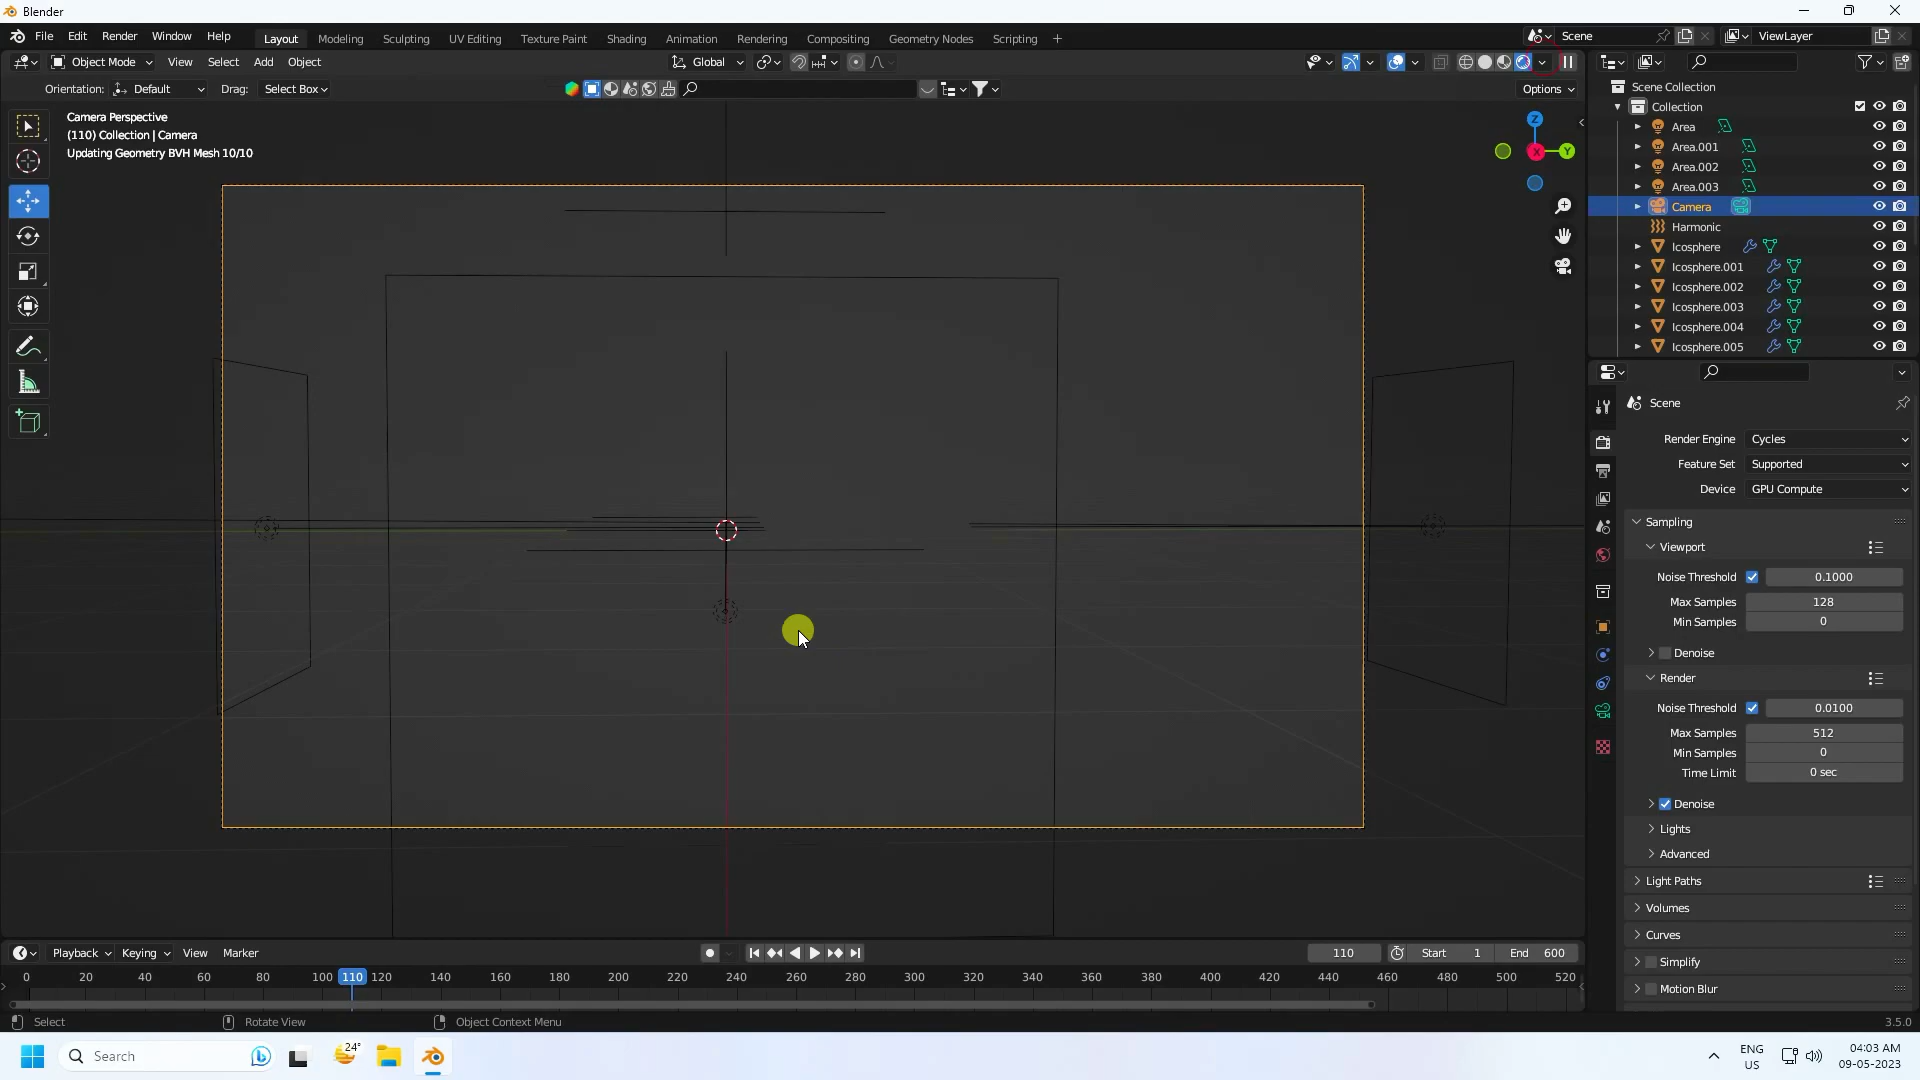 Blender
File Edit Render Window Help
Layout Modeling Sculpting UV Editing Texture Paint Shading Animation Rendering Compositing Geometry Nodes Scripting +
Scene
ViewLayer
Object Mode View Select Add Object
Global
Orientation: Default Drag: Select Box
Options
Camera Perspective
(110) Collection | Camera
Updating Geometry BVH Mesh 10/10
Z
X
Y
Scene Collection
Collection
Area
Area.001
Area.002
Area.003
Camera
Harmonic
Icosphere
Icosphere.001
Icosphere.002
Icosphere.003
Icosphere.004
Icosphere.005
Scene
Render Engine Cycles
Feature Set Supported
Device GPU Compute
Sampling
Viewport
Noise Threshold 0.1000
Max Samples 128
Min Samples 0
Denoise
Render
Noise Threshold 0.0100
Max Samples 512
Min Samples 0
Time Limit 0 sec
Denoise
Lights
Advanced
Light Paths
Volumes
Curves
Simplify
Motion Blur
Playback Keying View Marker
110 Start 1 End 600
0 20 40 60 80 100 110 120 140 160 180 200 220 240 260 280 300 320 340 360 380 400 420 440 460 480 500 520
Select Rotate View Object Context Menu
3.5.0
Search
24°
ENG
US
04:03 AM
09-05-2023